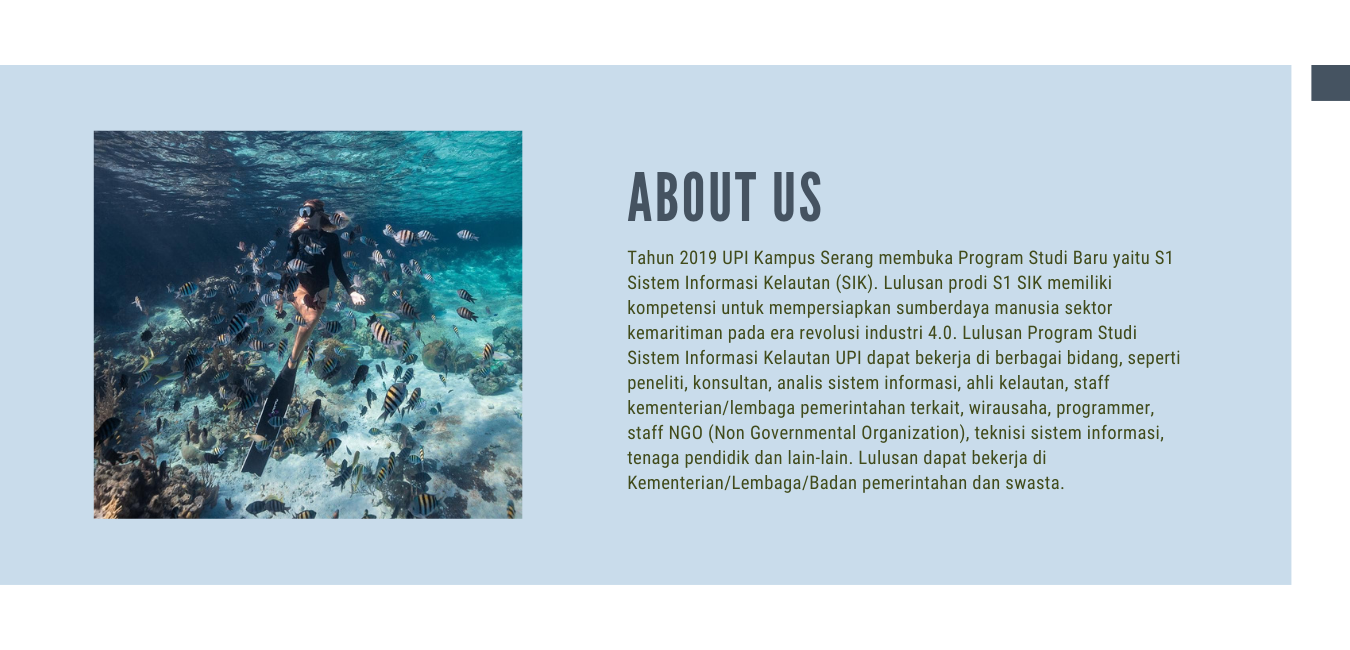 ABOUT US
Tahun 2019 UPI Kampus Serang membuka Program Studi Baru yaitu S1
Sistem Informasi Kelautan (SIK). Lulusan prodi S1 SIK memiliki
kompetensi untuk mempersiapkan sumberdaya manusia sektor
kemaritiman pada era revolusi industri 4.0. Lulusan Program Studi
Sistem Informasi Kelautan UPI dapat bekerja di berbagai bidang, seperti
peneliti, konsultan, analis sistem informasi, ahli kelautan, staff
kementerian/lembaga pemerintahan terkait, wirausaha, programmer,
staff NGO (Non Governmental Organization), teknisi sistem informasi,
tenaga pendidik dan lain-lain. Lulusan dapat bekerja di
Kementerian/Lembaga/Badan pemerintahan dan swasta.